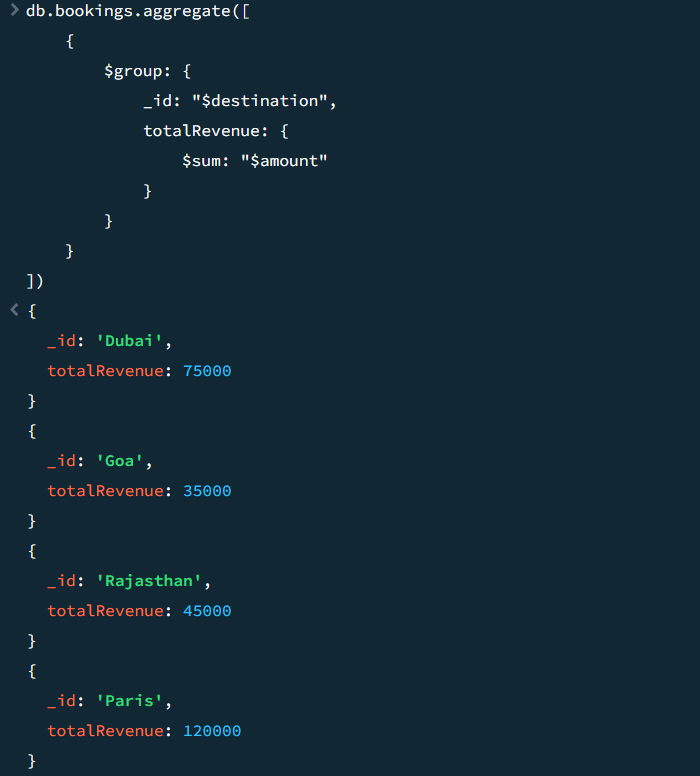 > db.bookings.aggregate([
{
$group: {
_id: "$destination",
totalRevenue: {
$sum: "$amount"
}
}
}
])
< {
_id: 'Dubai',
totalRevenue: 75000
}
{
_id: 'Goa',
totalRevenue: 35000
}
{
_id: 'Rajasthan',
totalRevenue: 45000
}
{
_id: 'Paris',
totalRevenue: 120000
}